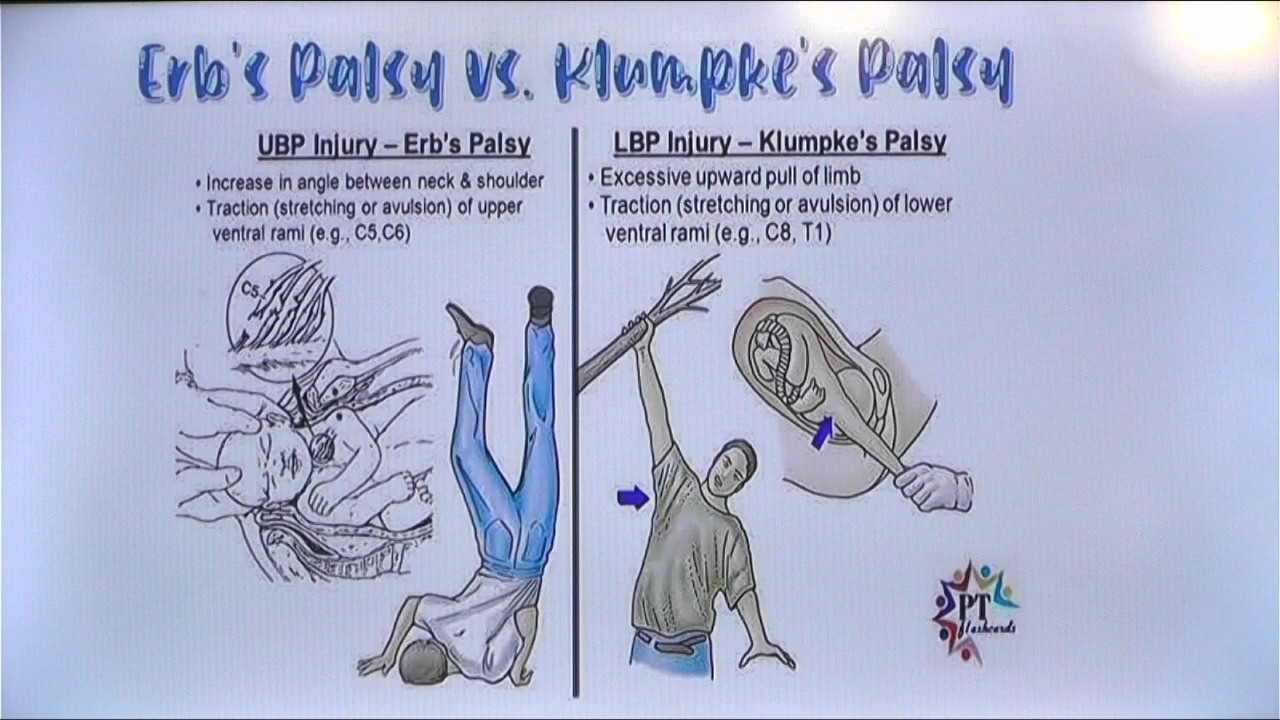 Erb's Palsy vs. Klumpke's Palsy
UBP Injury – Erb's Palsy
• Increase in angle between neck & shoulder
• Traction (stretching or avulsion) of upper
ventral rami (e.g., C5,C6)
C5
LBP Injury – Klumpke's Palsy
• Excessive upward pull of limb
• Traction (stretching or avulsion) of lower
ventral rami (e.g., C8, T1)
PT
flashcards